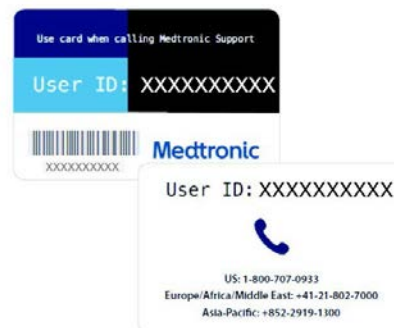 Use card when calling Medtronic Support
User ID: XXXXXXXXXX
XXXXXXXXXX
Medtronic
User ID: XXXXXXXXXX
US: 1-800-707-0933
Europe/Africa/Middle East: +41-21-802-7000
Asia-Pacific: +852-2919-1300